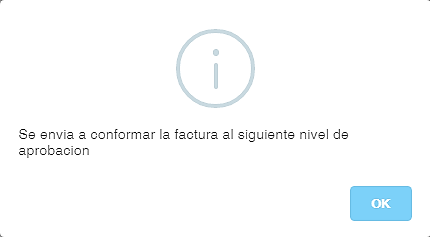 Se envia a conformar la factura al siguiente nivel de
aprobacion
OK